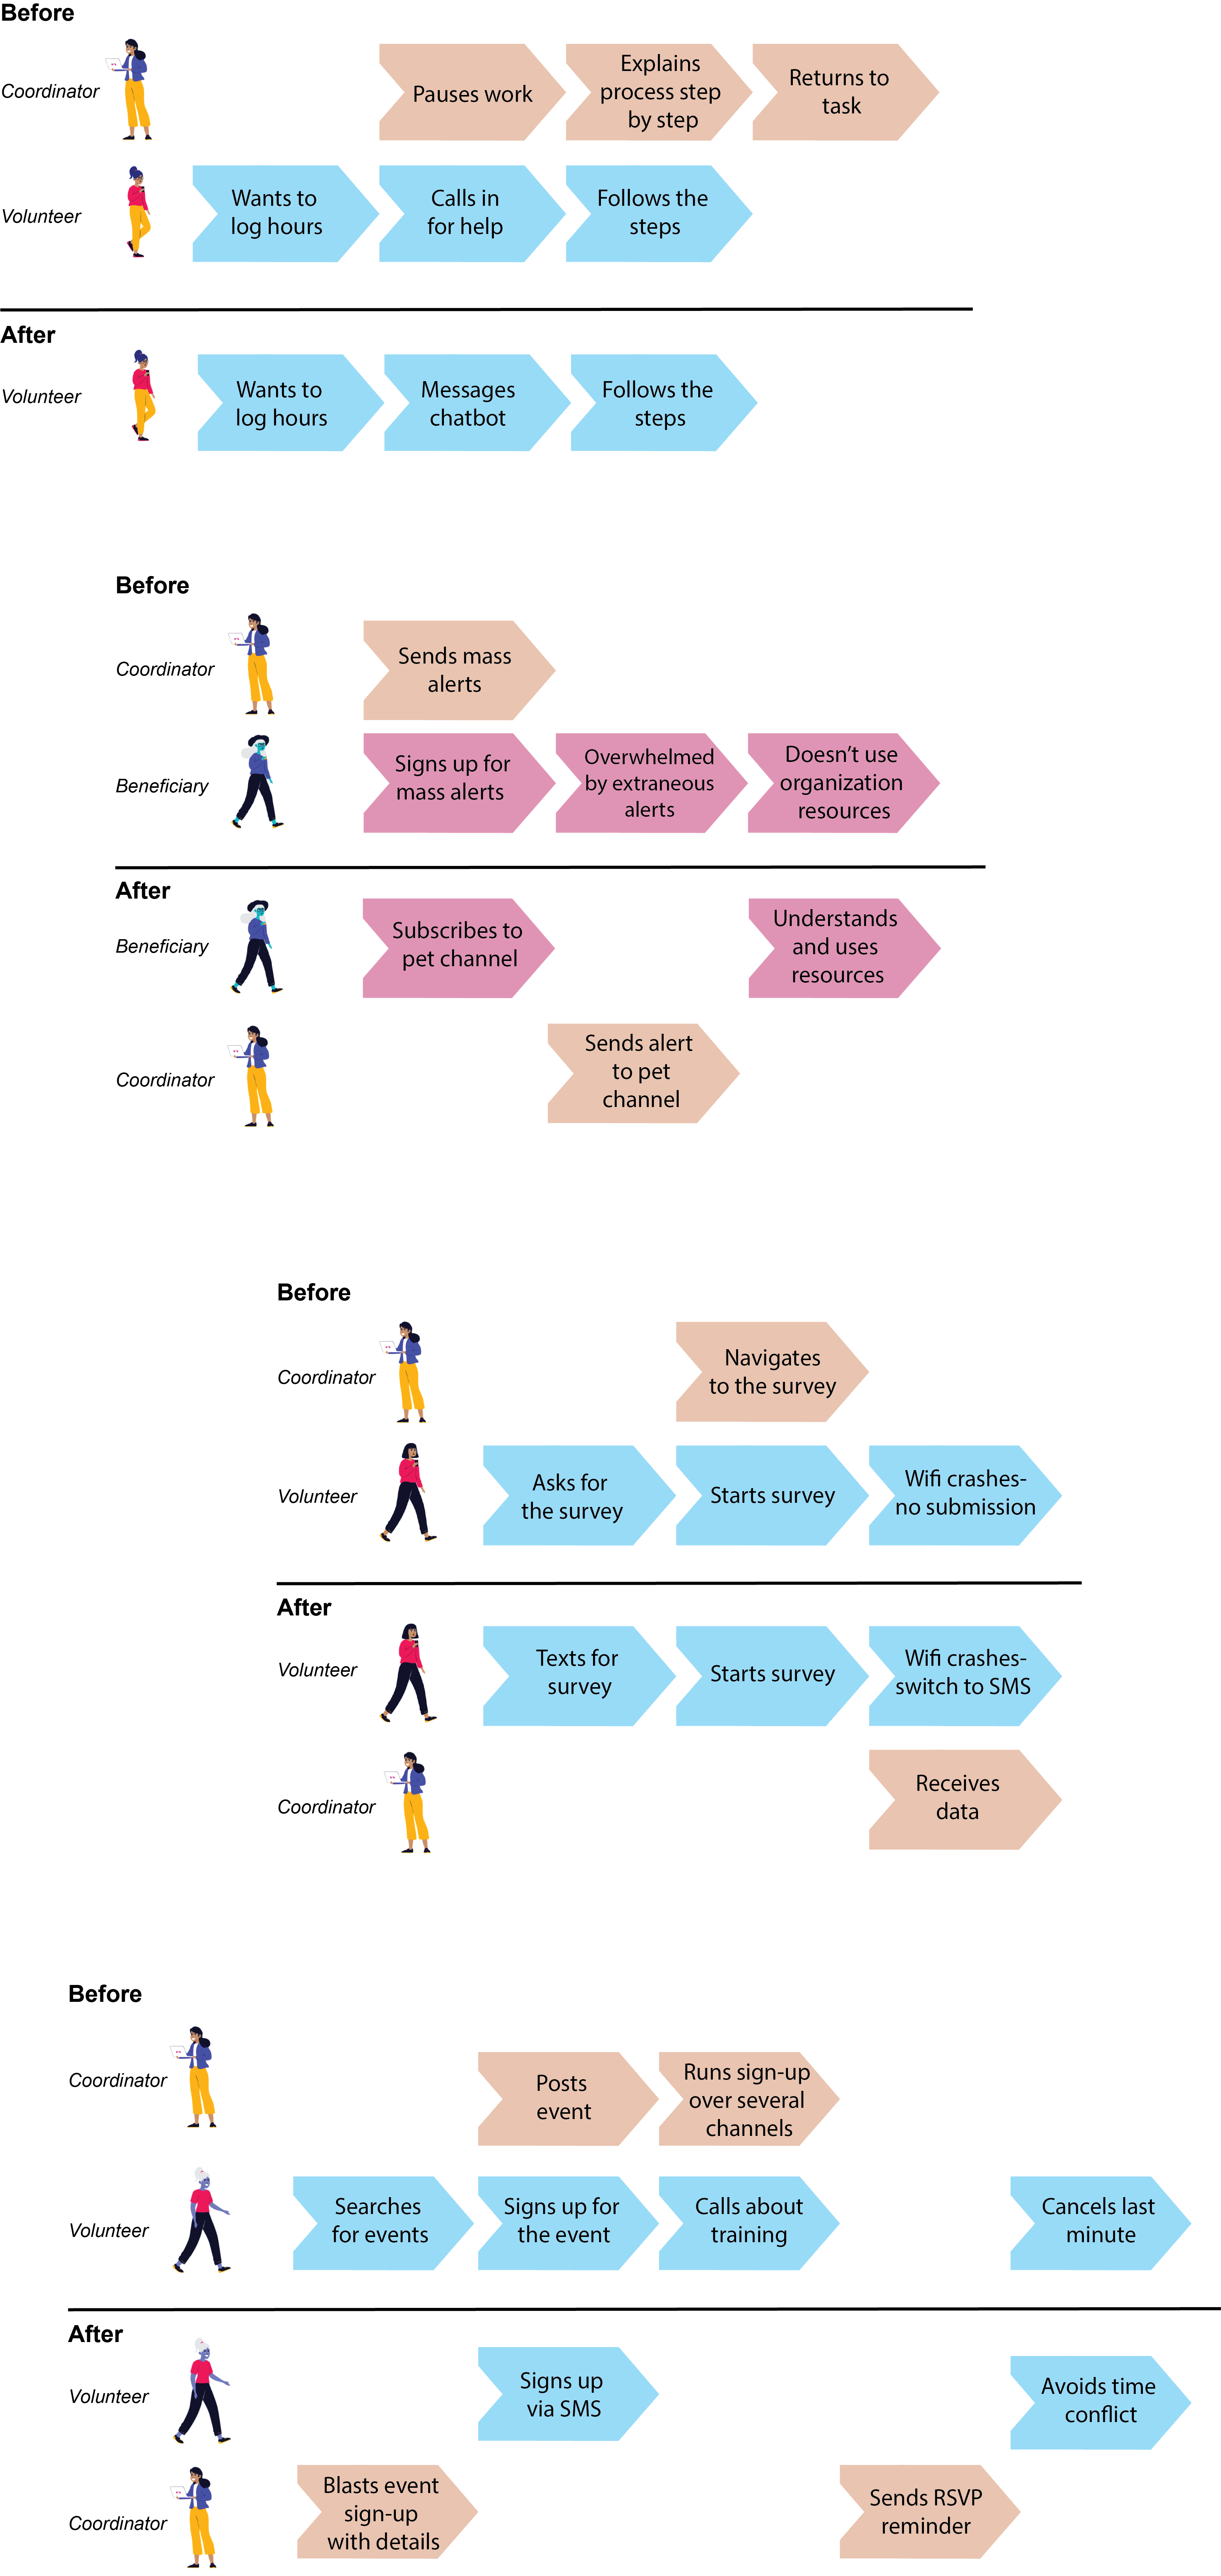 Before
Coordinator
Pauses work
Explains
process step
by step
Returns to
task
Volunteer
Wants to
log hours
Calls in
for help
Follows the
steps
After
Volunteer
Wants to
log hours
Messages
chatbot
Follows the
steps
Before
Coordinator
Sends mass
alerts
Beneficiary
Signs up for
mass alerts
Overwhelmed
by extraneous
alerts
Doesn’t use
organization
resources
After
Beneficiary
Subscribes to
pet channel
Understands
and uses
resources
Coordinator
Sends alert
to pet
channel
Before
Coordinator
Navigates
to the survey
Volunteer
Asks for
the survey
Starts survey
Wifi crashes-
no submission
After
Volunteer
Texts for
survey
Starts survey
Wifi crashes-
switch to SMS
Coordinator
Receives
data
Before
Coordinator
Posts
event
Runs sign-up
over several
channels
Volunteer
Searches
for events
Signs up for
the event
Calls about
training
Cancels last
minute
After
Volunteer
Signs up
via SMS
Avoids time
conflict
Coordinator
Blasts event
sign-up
with details
Sends RSVP
reminder